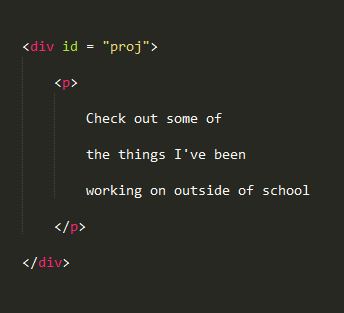 <div id = "proj">
<p>
Check out some of
the things I've been
working on outside of school
</p>
</div>